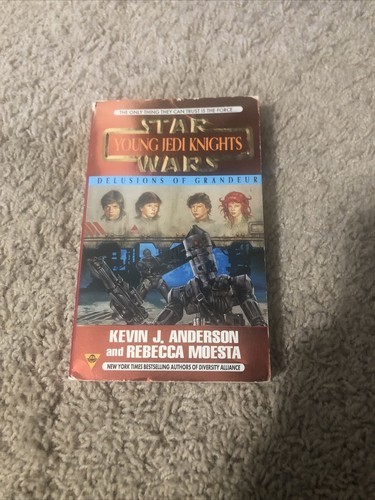 THE ONLY THING THEY CAN TRUST IS THE FORCE
STAR
YOUNG JEDI KNIGHTS
WARS
DELUSIONS OF GRANDEUR
KEVIN J. ANDERSON
and REBECCA MOESTA
NEW YORK TIMES BESTSELLING AUTHORS OF DIVERSITY ALLIANCE